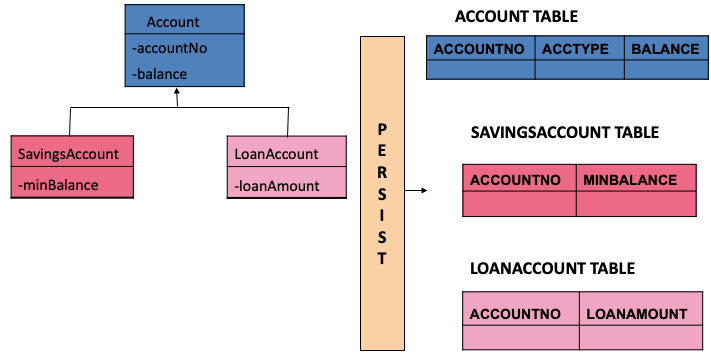 Account
-accountNo
-balance
SavingsAccount
-minBalance
LoanAccount
-loanAmount
PERSIST
ACCOUNT TABLE
ACCOUNTNO ACCTYPE BALANCE
SAVINGSACCOUNT TABLE
ACCOUNTNO MINBALANCE
LOANACCOUNT TABLE
ACCOUNTNO LOANAMOUNT